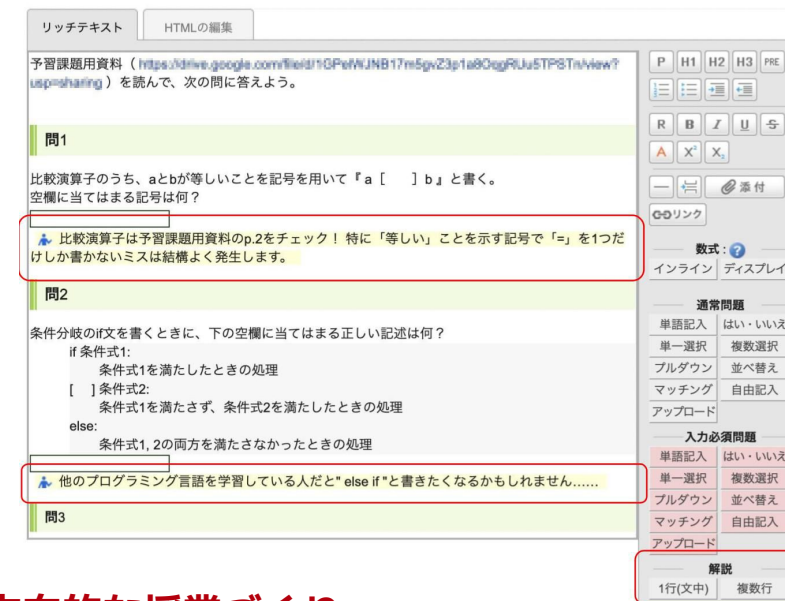 リッチテキスト HTMLの編集
予習課題用資料(
)を読んで、次の問に答えよう。
問1
比較演算子のうち、aとbが等しいことを記号を用いて『 a [ ] b 』と書く。
空欄に当てはまる記号は何?
比較演算子は予習課題用資料のp.2をチェック! 特に「等しい」ことを示す記号で「=」を1つだ
けしか書かないミスは結構よく発生します。
問2
条件分岐のif文を書くときに、下の空欄に当てはまる正しい記述は何?
if 条件式1:
条件式1を満たしたときの処理
[ ] 条件式2:
条件式1を満たさず、条件式2を満たしたときの処理
else:
条件式1, 2の両方を満たさなかったときの処理
他のプログラミング言語を学習している人だと" else if "と書きたくなるかもしれません……
問3
P H1 H2 H3 PRE
R B I U S
A X² X₂
添付
リンク
数式 : ?
インライン ディスプレイ
通常問題
単語記入 はい・いいえ
単一選択 複数選択
プルダウン 並べ替え
マッチング 自由記入
アップロード
入力必須問題
単語記入 はい・いいえ
単一選択 複数選択
プルダウン 並べ替え
マッチング 自由記入
アップロード
解説
1行(文中) 複数行